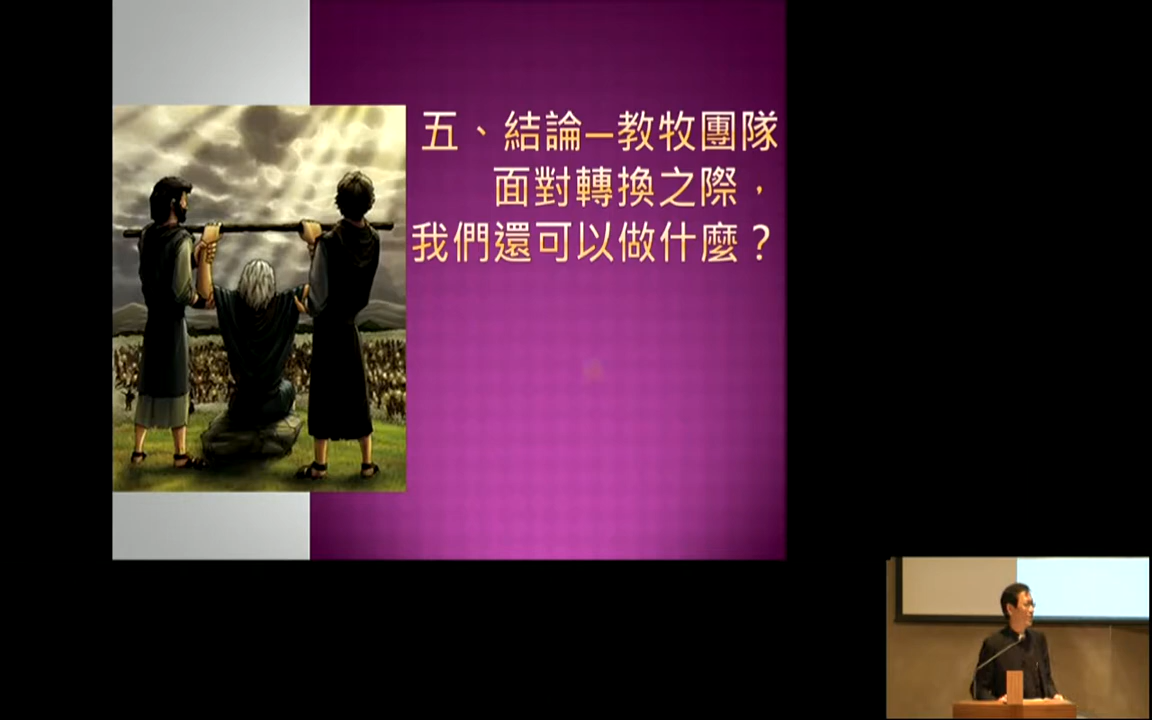 五、結論—教牧團隊
面對轉換之際，
我們還可以做什麼？